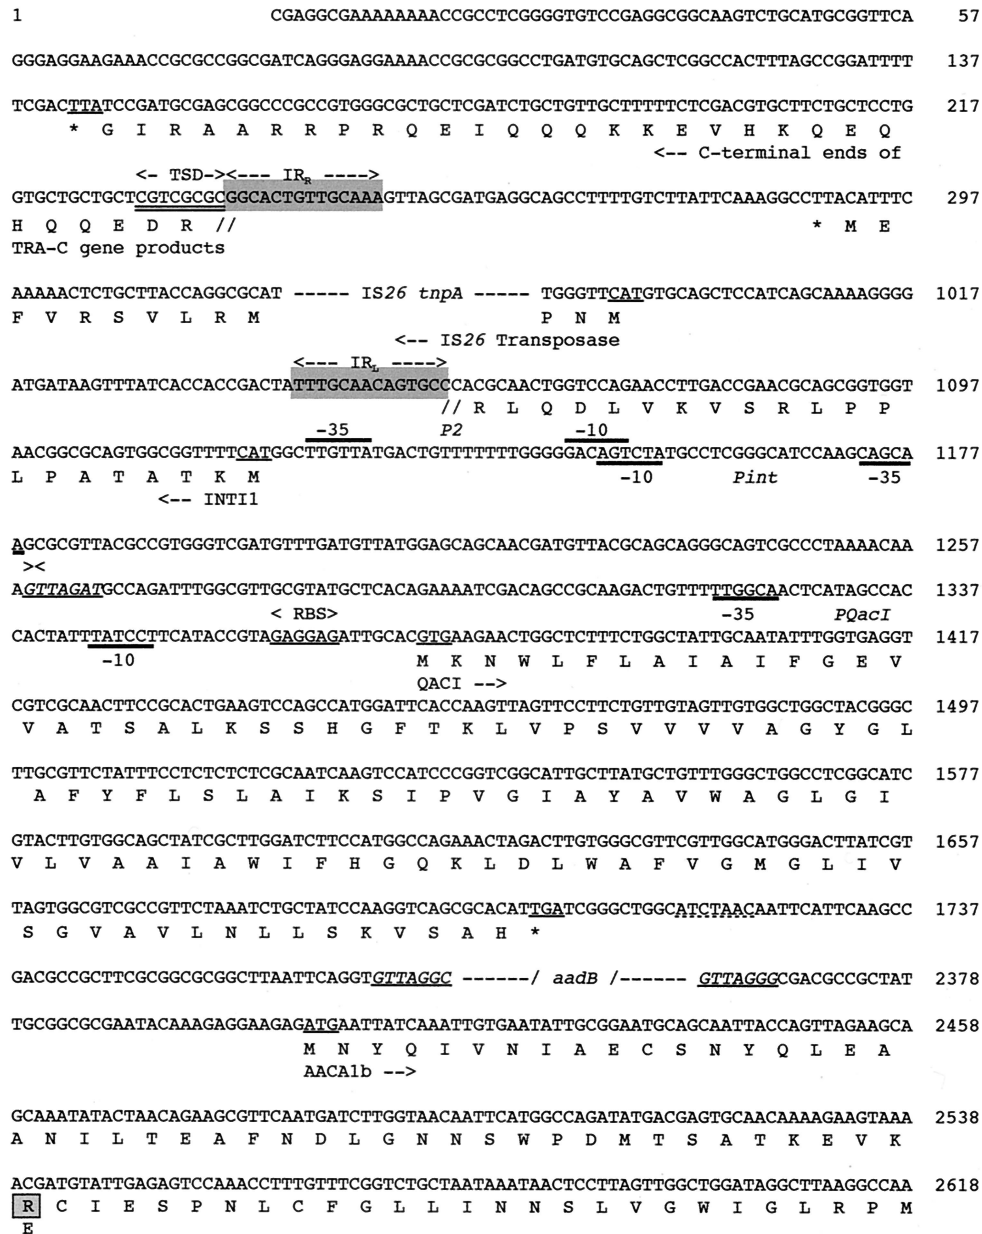 1 CGAGGCGAAAAAAAAACCGCCTCGGGGTGTCCGAGGCGGCAAGTCTGCATGCGGTTCA 57
GGGAGGAAGAAACCGCGCCGGCGATCAGGGAGGAAAACCGCGCGGCCTGATGTGCAGCTCGGCCACTTTAGCCGGATTTT 137
TCGACTTATCCGATGCGAGCGGCCCGCCGTGGGCGCTGCTCGATCTGCTGTTGCTTTTTCTCGACGTGCTTCTGCTCCTG 217
* G I R A A R R P R Q E I Q Q Q K K E V H K Q E Q
<-- C-terminal ends of
<- TSD-><--- IRR ---->
GTGCTGCTGCTCGTCGCGCGGCACTGTTGCAAAGTTAGCGATGAGGCAGCCTTTTGTCTTATTCAAAGGCCTTACATTTC 297
H Q Q E D R // * M E
TRA-C gene products
AAAAACTCTGCTTACCAGGCGCAT ----- IS26 tnpA ----- TGGGTTCATGTGCAGCTCCATCAGCAAAAGGGG 1017
F V R S V L R M P N M
<-- IS26 Transposase
<--- IRL ---->
ATGATAAGTTTATCACCACCGACTATTTGCAACAGTGCCCACGCAACTGGTCCAGAACCTTGACCGAACGCAGCGGTGGT 1097
// R L Q D L V K V S R L P P
-35 P2 -10
AACGGCGCAGTGGCGGTTTTCATGGCTTGTTATGACTGTTTTTTTGGGGGACAGTCTATGCCTCGGGCATCCAAGCAGCA 1177
L P A T A T K M -10 Pint -35
<-- INTI1
AGCGCGTTACGCCGTGGGTCGATGTTTGATGTTATGGAGCAGCAACGATGTTACGCAGCAGGGCAGTCGCCCTAAAACAA 1257
><
AGTTAGATGCCAGATTTGGCGTTGCGTATGCTCACAGAAAATCGACAGCCGCAAGACTGTTTTTGGCAACTCATAGCCAC 1337
< RBS> -35 PQacI
CACTATTTATCCTTCATACCGTAGAGGAGATTGCACGTGAAGAACTGGCTCTTTCTGGCTATTGCAATATTTGGTGAGGT 1417
-10 M K N W L F L A I A I F G E V
QACI -->
CGTCGCAACTTCCGCACTGAAGTCCAGCCATGGATTCACCAAGTTAGTTCCTTCTGTTGTAGTTGTGGCTGGCTACGGGC 1497
V A T S A L K S S H G F T K L V P S V V V V A G Y G L
TTGCGTTCTATTTCCTCTCTCTCGCAATCAAGTCCATCCCGGTCGGCATTGCTTATGCTGTTTGGGCTGGCCTCGGCATC 1577
A F Y F L S L A I K S I P V G I A Y A V W A G L G I
GTACTTGTGGCAGCTATCGCTTGGATCTTCCATGGCCAGAAACTAGACTTGTGGGCGTTCGTTGGCATGGGACTTATCGT 1657
V L V A A I A W I F H G Q K L D L W A F V G M G L I V
TAGTGGCGTCGCCGTTCTAAATCTGCTATCCAAGGTCAGCGCACATTGATCGGGCTGGCATCTAACAATTCATTCAAGCC 1737
S G V A V L N L L S K V S A H *
GACGCCGCTTCGCGGCGCGGCTTAATTCAGGTGTTAGGC ------/ aadB /------ GTTAGGGCGACGCCGCTAT 2378
TGCGGCGCGAATACAAAGAGGAAGAGATGAATTATCAAATTGTGAATATTGCGGAATGCAGCAATTACCAGTTAGAAGCA 2458
M N Y Q I V N I A E C S N Y Q L E A
AACA1b -->
GCAAATATACTAACAGAAGCGTTCAATGATCTTGGTAACAATTCATGGCCAGATATGACGAGTGCAACAAAAGAAGTAAA 2538
A N I L T E A F N D L G N N S W P D M T S A T K E V K
ACGATGTATTGAGAGTCCAAACCTTTGTTTCGGTCTGCTAATAAATAACTCCTTAGTTGGCTGGATAGGCTTAAGGCCAA 2618
R C I E S P N L C F G L L I N N S L V G W I G L R P M
E